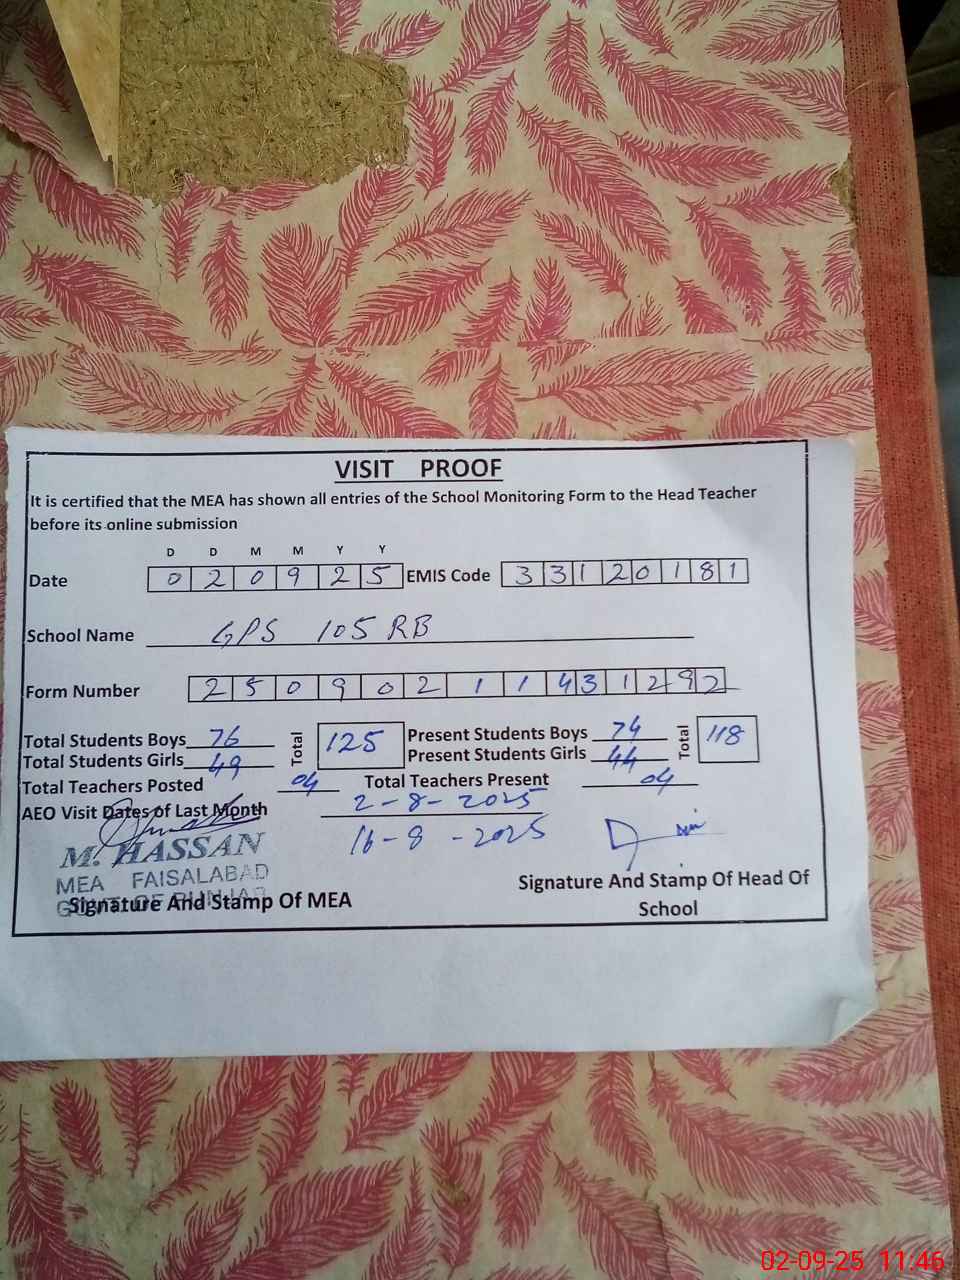 VISIT PROOF
It is certified that the MEA has shown all entries of the School Monitoring Form to the Head Teacher
before its online submission
D D M M Y Y
Date 0 2 0 9 2 5 EMIS Code 3 3 1 2 0 1 8 1
School Name GPS 105 RB
Form Number 2 5 0 9 0 2 1 1 4 3 1 2 9 2
Total Students Boys 76 Total 125 Present Students Boys 74 Total 118
Total Students Girls 49 Present Students Girls 44
Total Teachers Posted 04 Total Teachers Present 04
AEO Visit Dates of Last Month 2-8-2025
16-8-2025
M. HASSAN
MEA FAISALABAD
GOVT. OF PUNJAB
Signature And Stamp Of MEA
Signature And Stamp Of Head Of
School
02-09-25 11:46